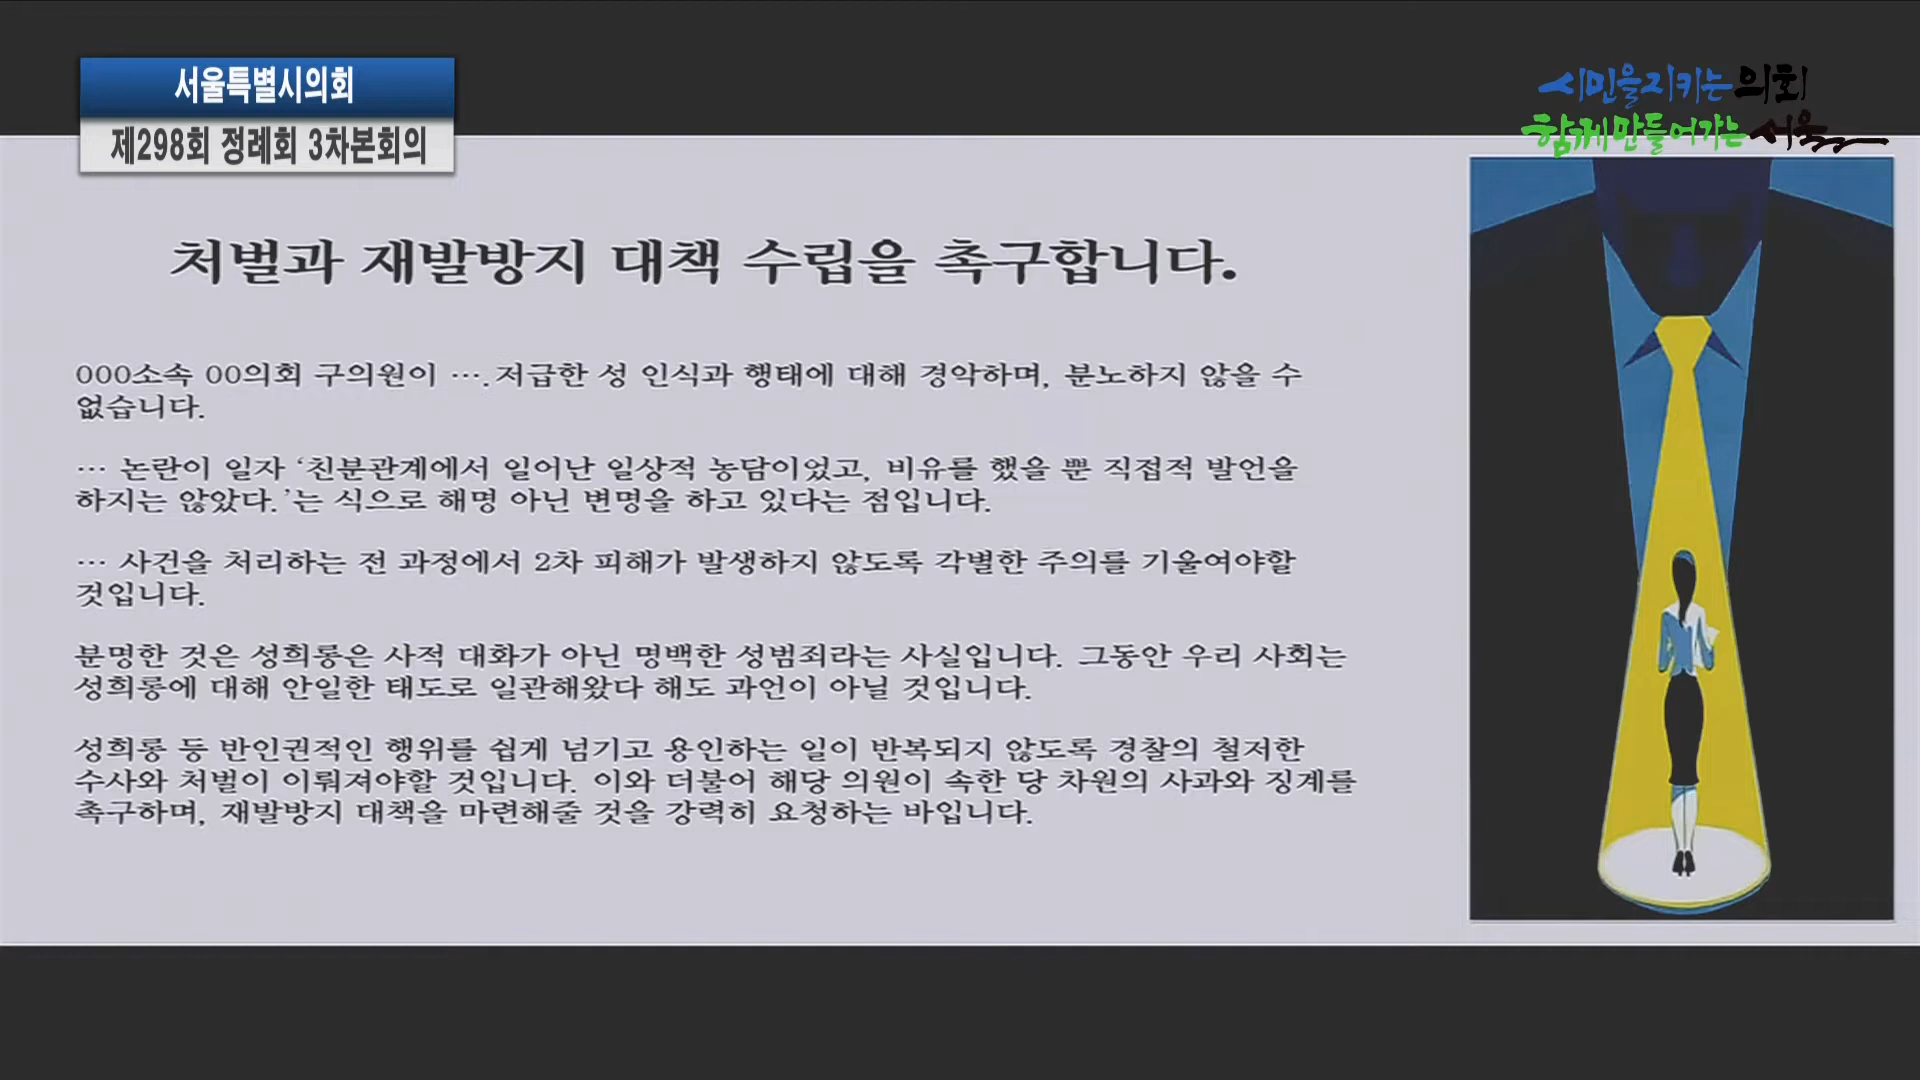 서울특별시의회
제298회 정례회 3차본회의
시민을지키는 의회
함께만들어가는 서울
처벌과 재발방지 대책 수립을 촉구합니다.
OOO소속 OO의회 구의원이 …. 저급한 성 인식과 행태에 대해 경악하며, 분노하지 않을 수
없습니다.
… 논란이 일자 ‘친분관계에서 일어난 일상적 농담이었고, 비유를 했을 뿐 직접적 발언을
하지는 않았다.’는 식으로 해명 아닌 변명을 하고 있다는 점입니다.
… 사건을 처리하는 전 과정에서 2차 피해가 발생하지 않도록 각별한 주의를 기울여야할
것입니다.
분명한 것은 성희롱은 사적 대화가 아닌 명백한 성범죄라는 사실입니다. 그동안 우리 사회는
성희롱에 대해 안일한 태도로 일관해왔다 해도 과언이 아닐 것입니다.
성희롱 등 반인권적인 행위를 쉽게 넘기고 용인하는 일이 반복되지 않도록 경찰의 철저한
수사와 처벌이 이뤄져야할 것입니다. 이와 더불어 해당 의원이 속한 당 차원의 사과와 징계를
촉구하며, 재발방지 대책을 마련해줄 것을 강력히 요청하는 바입니다.